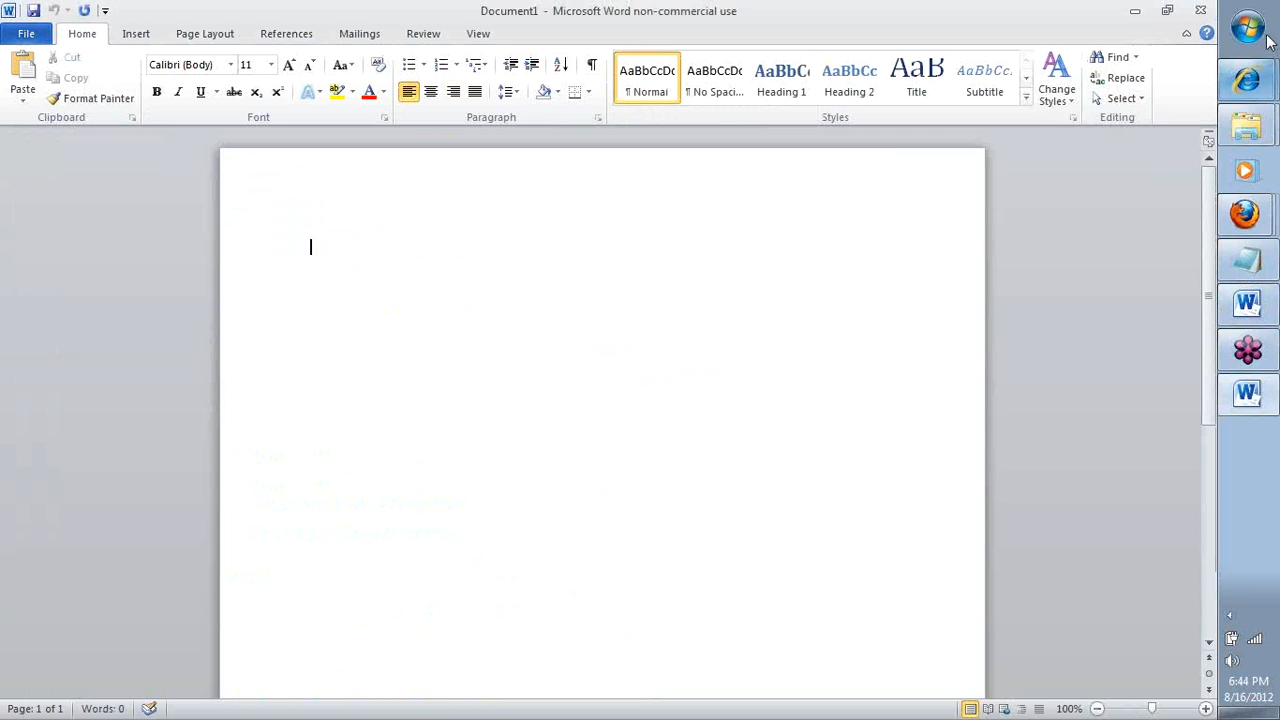 Document1 - Microsoft Word non-commercial use
File Home Insert Page Layout References Mailings Review View
Paste
Cut
Copy
Format Painter
Clipboard
Calibri (Body) 11
Font
Paragraph
AaBbCcDc AaBbCcDc AaBbCc AaBbCc AaB AaBbCc.
¶ Normal ¶ No Spaci... Heading 1 Heading 2 Title Subtitle
Styles
Change
Styles
Find
Replace
Select
Editing
Page: 1 of 1 Words: 0
100%
6:44 PM
8/16/2012